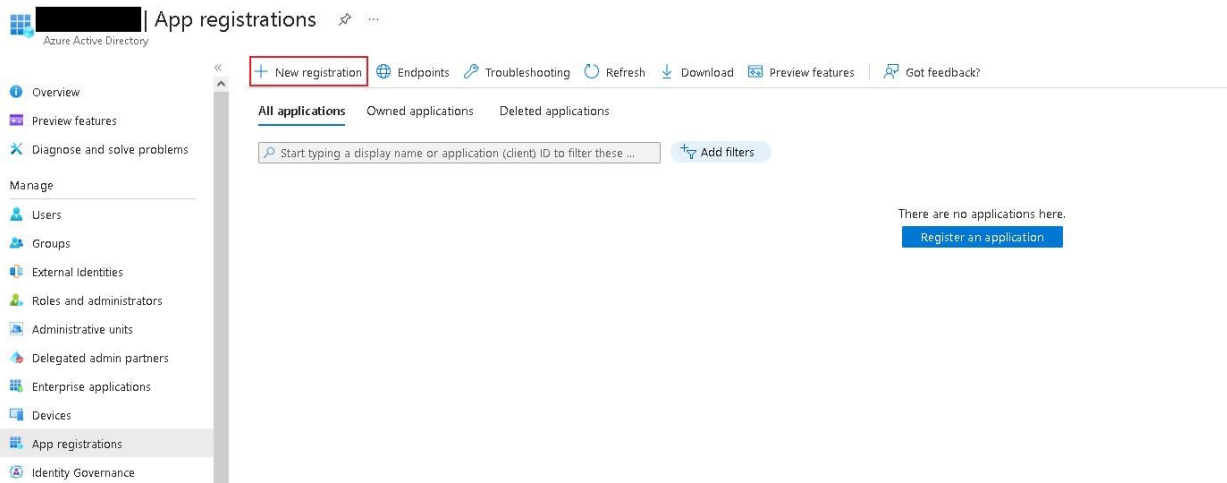 | App registrations
Azure Active Directory
Overview
Preview features
Diagnose and solve problems
Manage
Users
Groups
External Identities
Roles and administrators
Administrative units
Delegated admin partners
Enterprise applications
Devices
App registrations
Identity Governance
New registration Endpoints Troubleshooting Refresh Download Preview features Got feedback?
All applications Owned applications Deleted applications
Start typing a display name or application (client) ID to filter these ... Add filters
There are no applications here.
Register an application